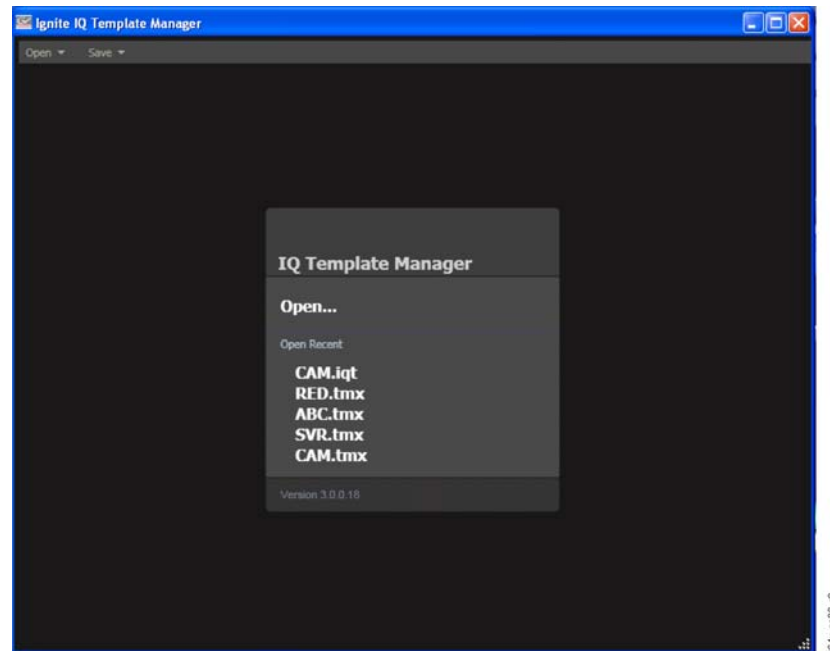 Ignite IQ Template Manager
Open Save
IQ Template Manager
Open...
Open Recent
CAM.iqt
RED.tmx
ABC.tmx
SVR.tmx
CAM.tmx
Version 3.0.0.18